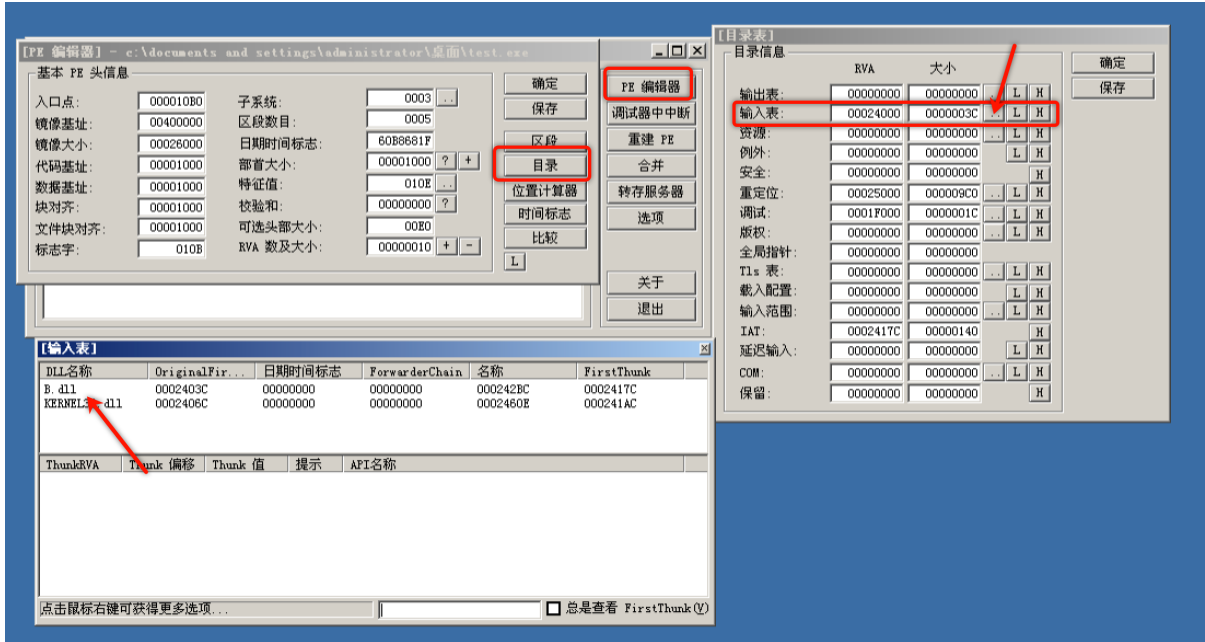 [PE 编辑器] - c:\documents and settings\administrator\桌面\test.exe
基本 PE 头信息
入口点: 000010B0 子系统: 0003 ..
镜像基址: 00400000 区段数目: 0005
镜像大小: 00026000 日期时间标志: 60B8681F
代码基址: 00001000 部首大小: 00001000 ? +
数据基址: 00001000 特征值: 010E ..
块对齐: 00001000 校验和: 00000000 ?
文件块对齐: 00001000 可选头部大小: 00E0
标志字: 010B RVA 数及大小: 00000010 + -
确定
保存
区段
目录
位置计算器
时间标志
比较
L
PE 编辑器
调试器中中断
重建 PE
合并
转存服务器
选项
关于
退出
[目录表]
目录信息
RVA 大小
输出表: 00000000 00000000 .. L H
输入表: 00024000 0000003C .. L H
资源: 00000000 00000000 .. L H
例外: 00000000 00000000 L H
安全: 00000000 00000000 H
重定位: 00025000 000009C0 .. L H
调试: 0001F000 0000001C .. L H
版权: 00000000 00000000 .. L H
全局指针: 00000000 00000000
Tls 表: 00000000 00000000 .. L H
载入配置: 00000000 00000000 L H
输入范围: 00000000 00000000 .. L H
IAT: 0002417C 00000140 H
延迟输入: 00000000 00000000 L H
COM: 00000000 00000000 .. L H
保留: 00000000 00000000 H
确定
保存
[输入表]
DLL名称 OriginalFir... 日期时间标志 ForwarderChain 名称 FirstThunk
B.dll 0002403C 00000000 00000000 000242BC 0002417C
0002406C 00000000 00000000 0002460E 000241AC
ThunkRVA Thunk 偏移 Thunk 值 提示 API名称
点击鼠标右键可获得更多选项... 总是查看 FirstThunk(V)